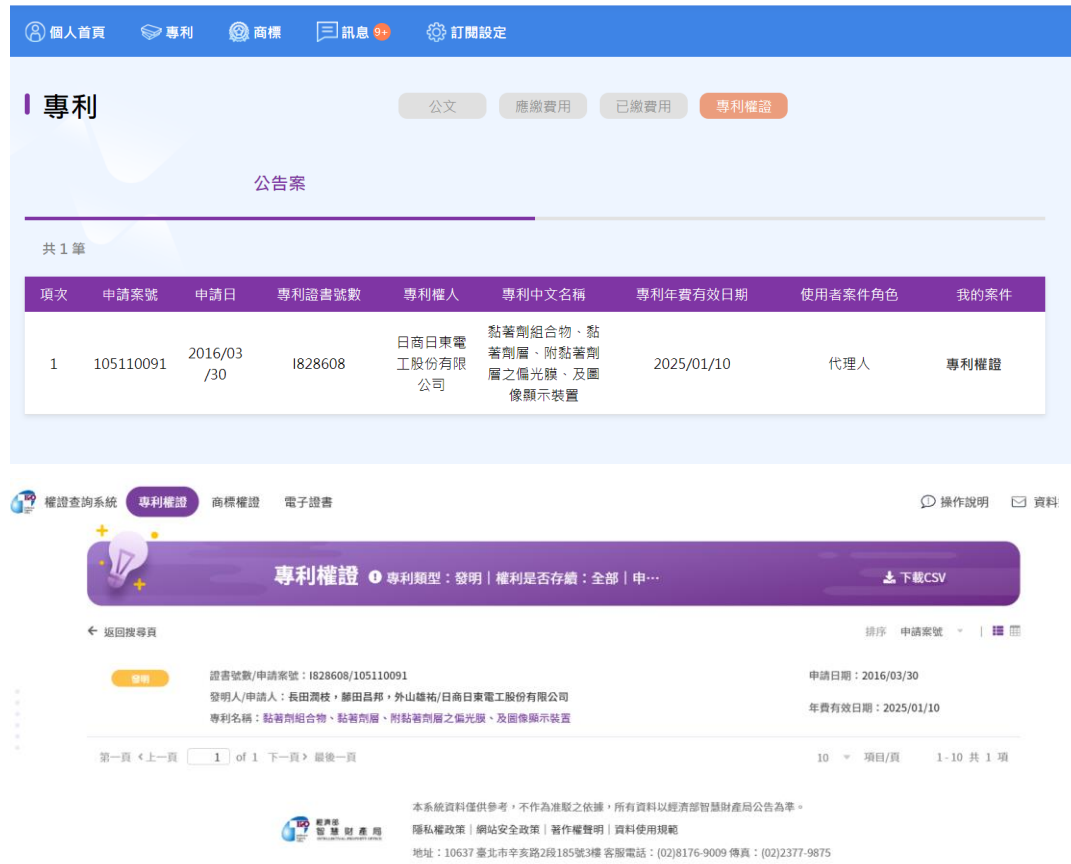 個人首頁 專利 商標 訊息 9+ 訂閱設定
專利 公文 應繳費用 已繳費用 專利權證
公告案
共 1 筆
項次 申請案號 申請日 專利證書號數 專利權人 專利中文名稱 專利年費有效日期 使用者案件角色 我的案件
1 105110091 2016/03/30 I828608 日商日東電工股份有限公司 黏著劑組合物、黏著劑層、附黏著劑層之偏光膜、及圖像顯示裝置 2025/01/10 代理人 專利權證
權證查詢系統 專利權證 商標權證 電子證書 操作說明 資料
專利權證 專利類型：發明 | 權利是否存續：全部 | 申… 下載CSV
返回搜尋頁 排序 申請案號
發明 證書號數/申請案號：I828608/105110091 申請日期：2016/03/30
發明人/申請人：長田潤枝，藤田昌邦，外山雄祐/日商日東電工股份有限公司
專利名稱：黏著劑組合物、黏著劑層、附黏著劑層之偏光膜、及圖像顯示裝置 年費有效日期：2025/01/10
第一頁 上一頁 1 of 1 下一頁 最後一頁 10 項目/頁 1-10 共 1 項
本系統資料僅供參考，不作為准駁之依據，所有資料以經濟部智慧財產局公告為準。
經濟部
智慧財產局 隱私權政策 | 網站安全政策 | 著作權聲明 | 資料使用規範
地址：10637 臺北市辛亥路2段185號3樓 客服電話：(02)8176-9009 傳真：(02)2377-9875